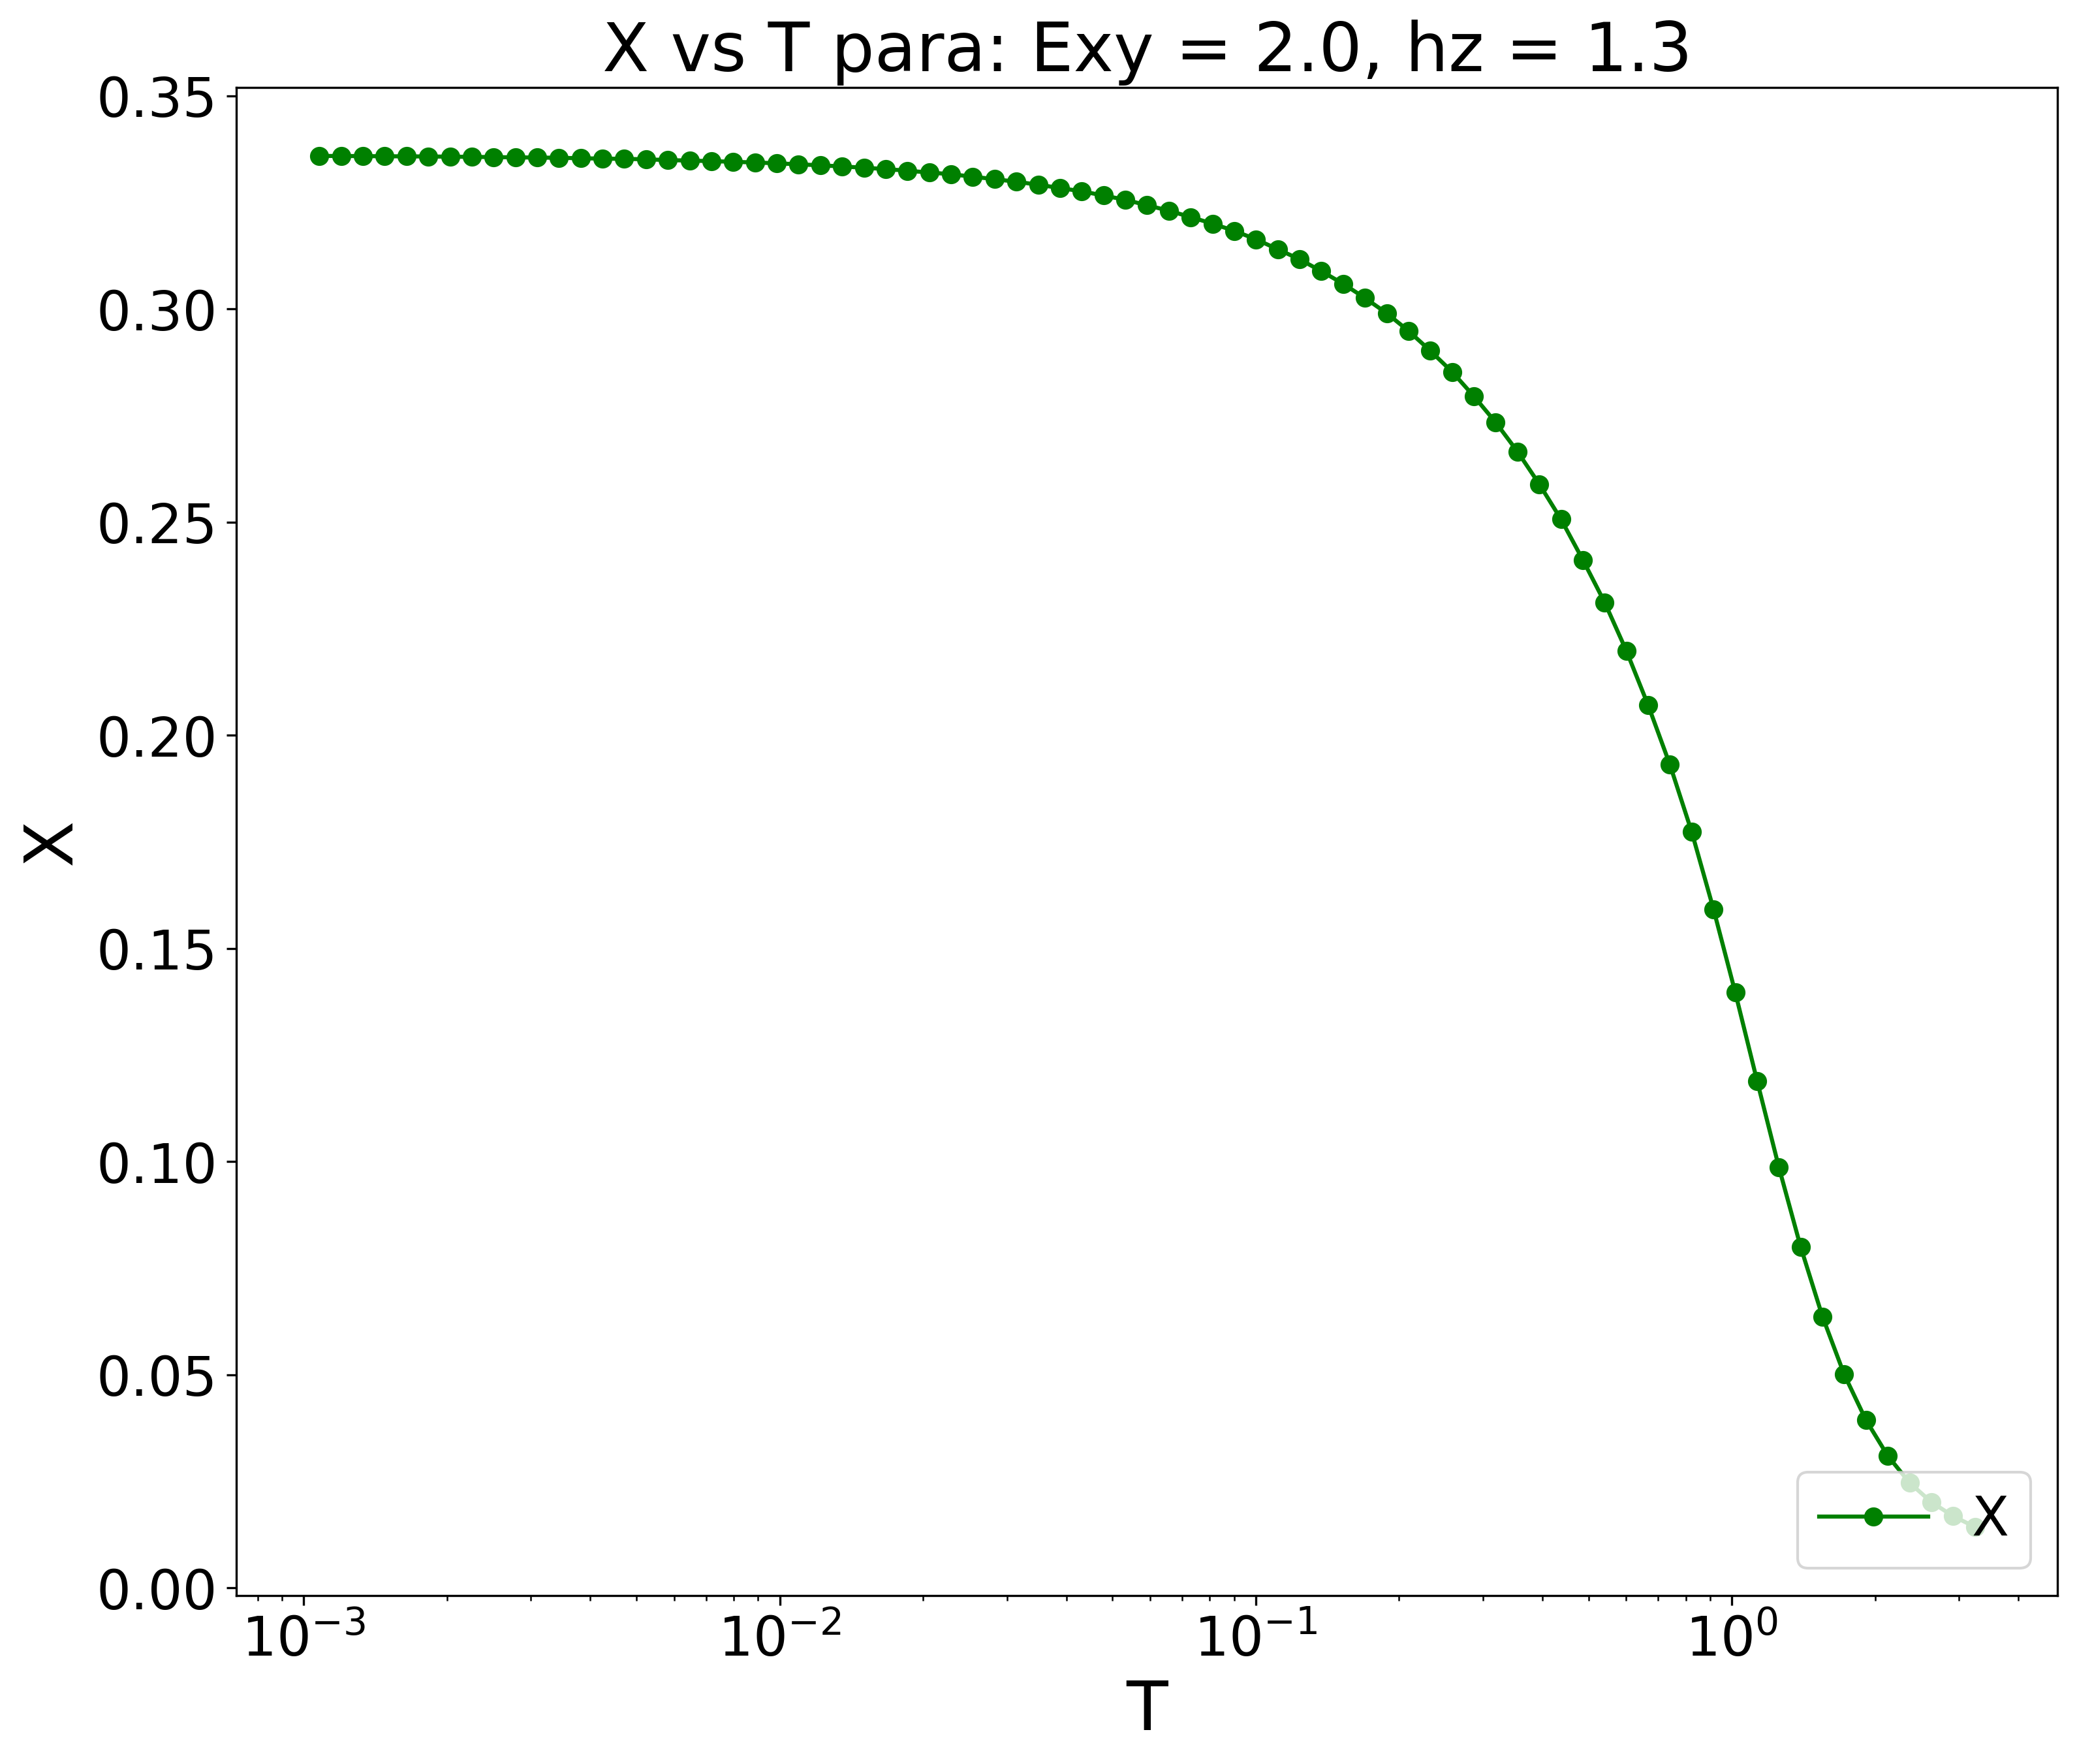 X vs T para: Exy = 2.0, hz = 1.3
0.35
0.30
0.25
0.20
0.15
0.10
0.05
0.00
X
X
10⁻³ 10⁻² 10⁻¹ 10⁰
T